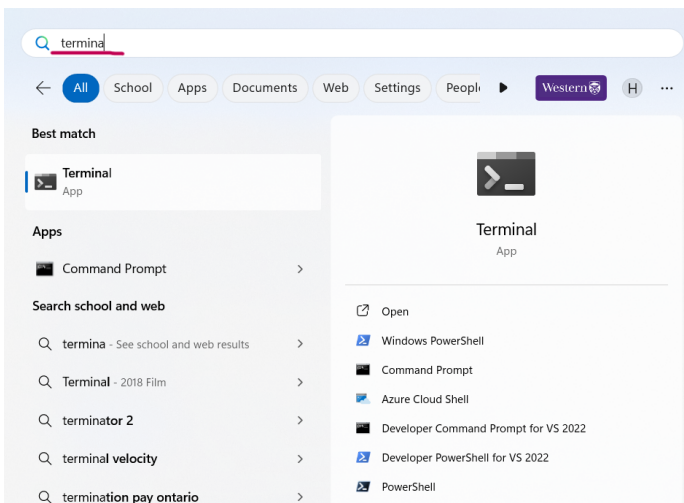 termina
All School Apps Documents Web Settings Peopl Western H ...
Best match
Terminal
App
Apps
Command Prompt
Search school and web
termina - See school and web results
Terminal - 2018 Film
terminator 2
terminal velocity
termination pay ontario
Terminal
App
Open
Windows PowerShell
Command Prompt
Azure Cloud Shell
Developer Command Prompt for VS 2022
Developer PowerShell for VS 2022
PowerShell